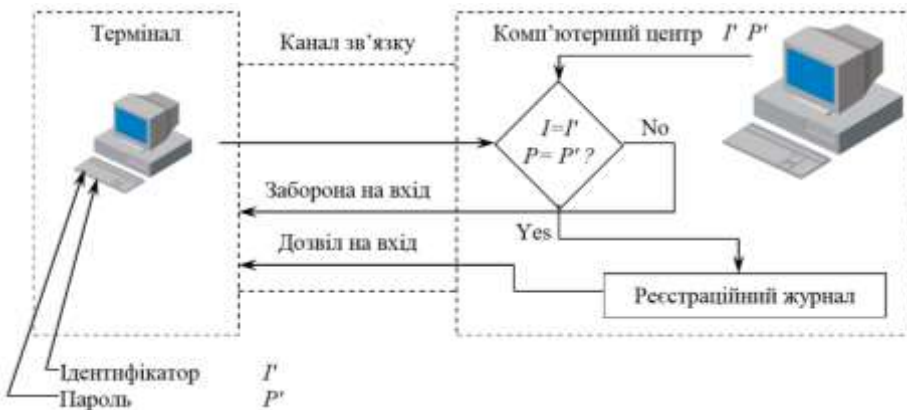 Термінал
Канал зв’язку
Комп’ютерний центр I' P'
I=I'
P= P' ?
No
Заборона на вхід
Yes
Дозвіл на вхід
Реєстраційний журнал
Ідентифікатор I'
Пароль P'